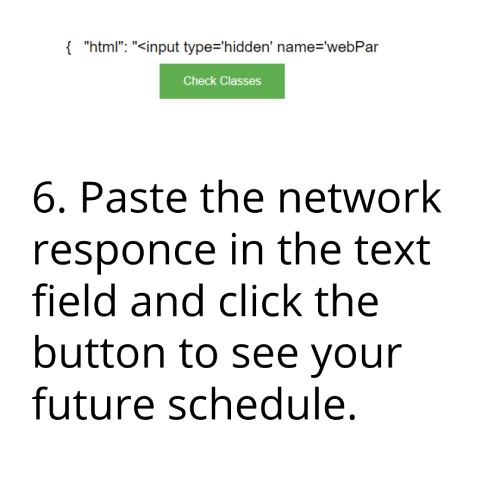 {   "html": "<input type='hidden' name='webPar
Check Classes
6. Paste the network
responce in the text
field and click the
button to see your
future schedule.